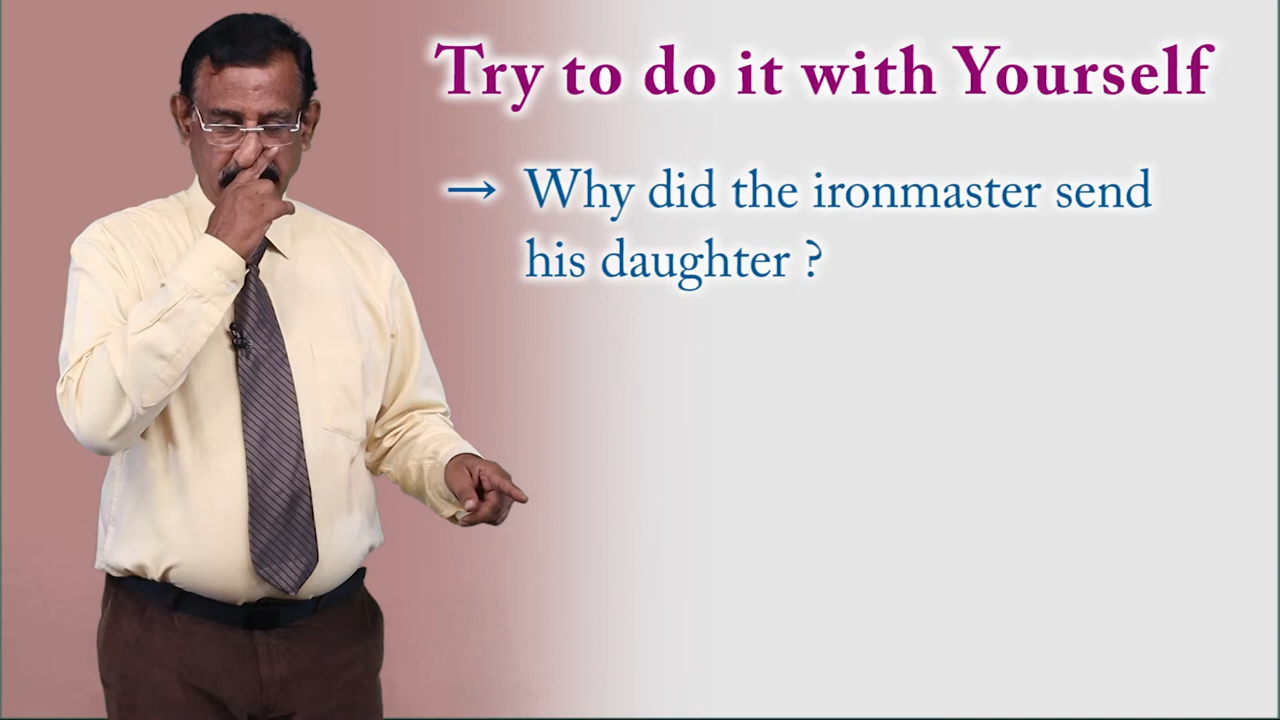 Try to do it with Yourself
→ Why did the ironmaster send
his daughter ?